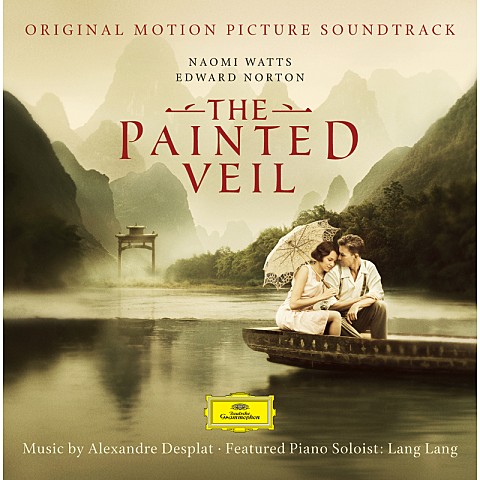 ORIGINAL MOTION PICTURE SOUNDTRACK
NAOMI WATTS
EDWARD NORTON
THE
PAINTED
VEIL
Deutsche
Grammophon
Music by Alexandre Desplat · Featured Piano Soloist: Lang Lang